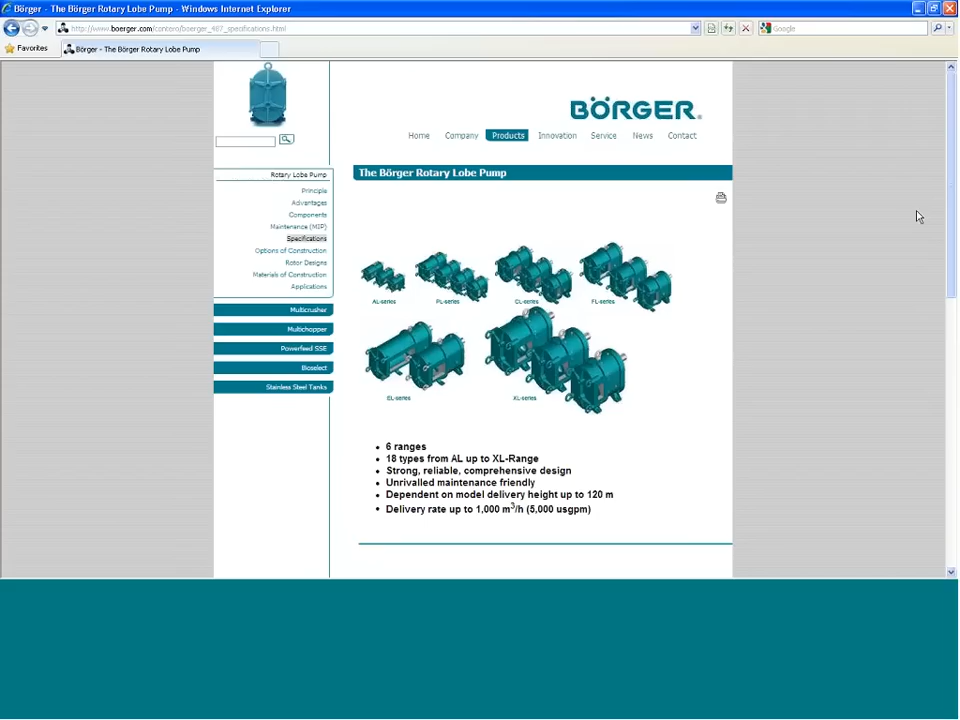 Börger - The Börger Rotary Lobe Pump - Windows Internet Explorer
http://www.boerger.com/contoro/boerger_487_specifications.html
Google
Favorites
Börger - The Börger Rotary Lobe Pump
BÖRGER®
Home Company Products Innovation Service News Contact
Rotary Lobe Pump
Principle
Advantages
Components
Maintenance (MIP)
Specifications
Options of Construction
Rotor Designs
Materials of Construction
Applications
Multicrusher
Multichopper
Powerfeed SSE
Bioselect
Stainless Steel Tanks
The Börger Rotary Lobe Pump
AL-series PL-series CL-series FL-series
EL-series XL-series
• 6 ranges
• 18 types from AL up to XL-Range
• Strong, reliable, comprehensive design
• Unrivalled maintenance friendly
• Dependent on model delivery height up to 120 m
• Delivery rate up to 1,000 m³/h (5,000 usgpm)